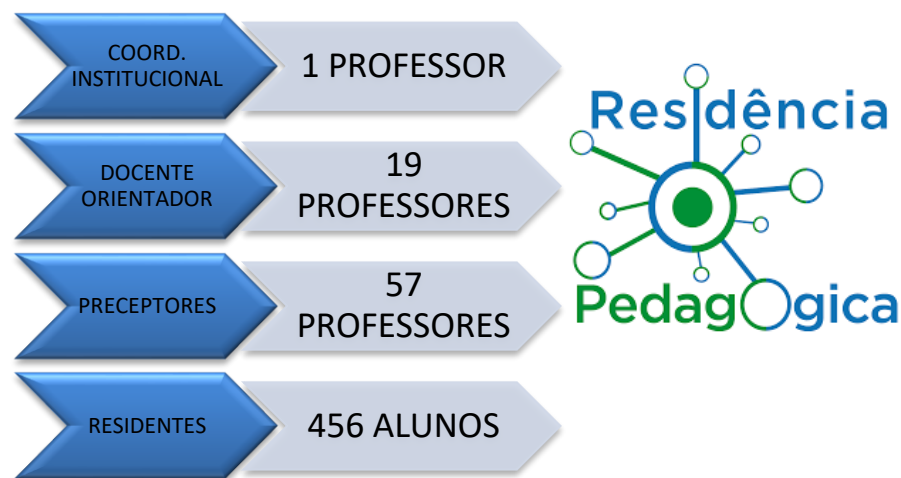 COORD.
INSTITUCIONAL
1 PROFESSOR
DOCENTE
ORIENTADOR
19
PROFESSORES
PRECEPTORES
57
PROFESSORES
RESIDENTES
456 ALUNOS
Residência
Pedagógica